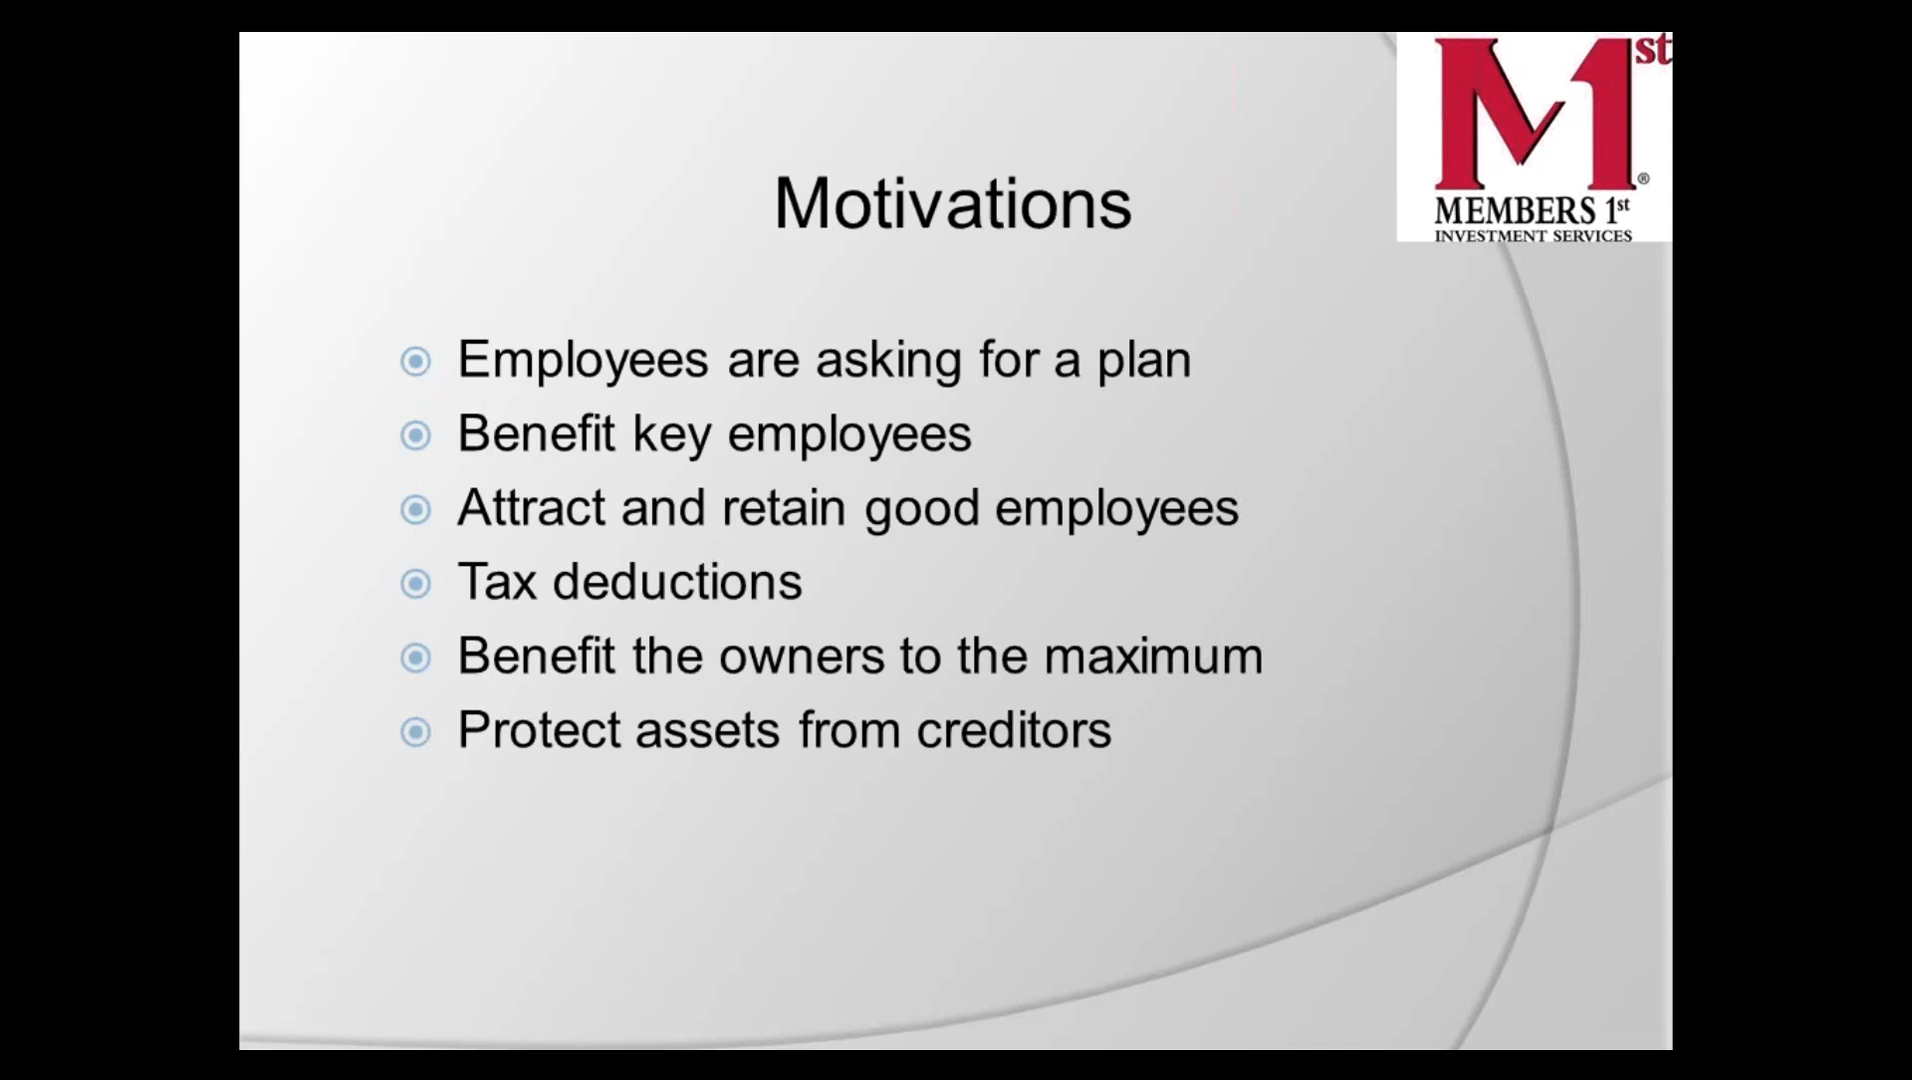 M1st®
MEMBERS 1st
INVESTMENT SERVICES
Motivations
Employees are asking for a plan
Benefit key employees
Attract and retain good employees
Tax deductions
Benefit the owners to the maximum
Protect assets from creditors